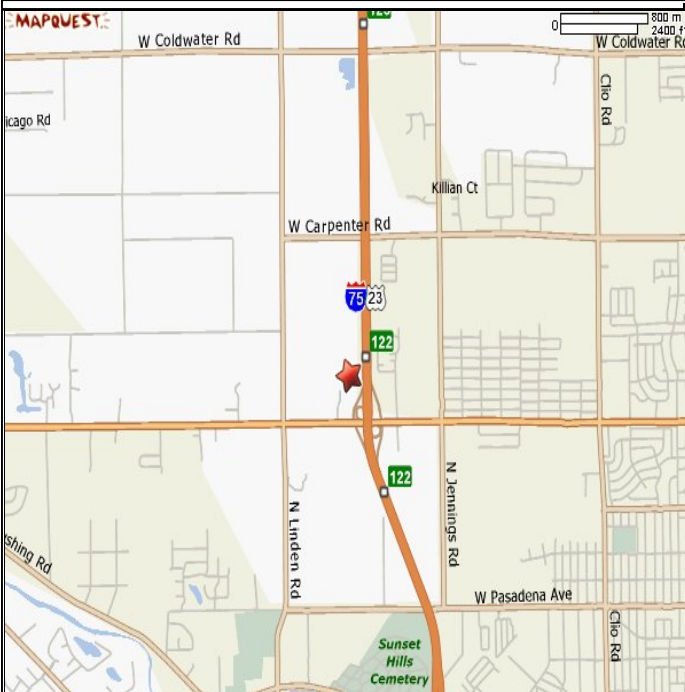 MAPQUEST
126
0 800 m
2400 ft
W Coldwater Rd
W Coldwater Rd
Clio Rd
icago Rd
Killian Ct
W Carpenter Rd
75 23
122
122
N Linden Rd
N Jennings Rd
shing Rd
W Pasadena Ave
Clio Rd
Sunset
Hills
Cemetery